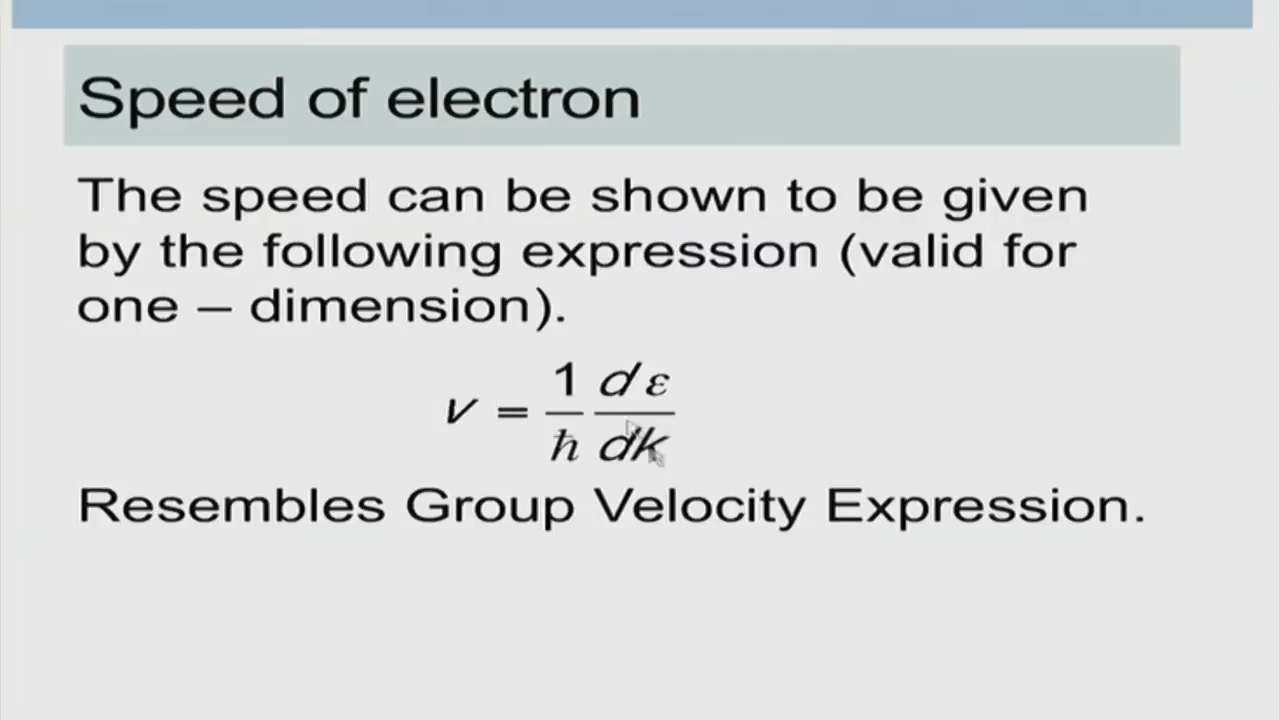 Speed of electron
The speed can be shown to be given
by the following expression (valid for
one – dimension).
v = 1/ħ dε/dk
Resembles Group Velocity Expression.